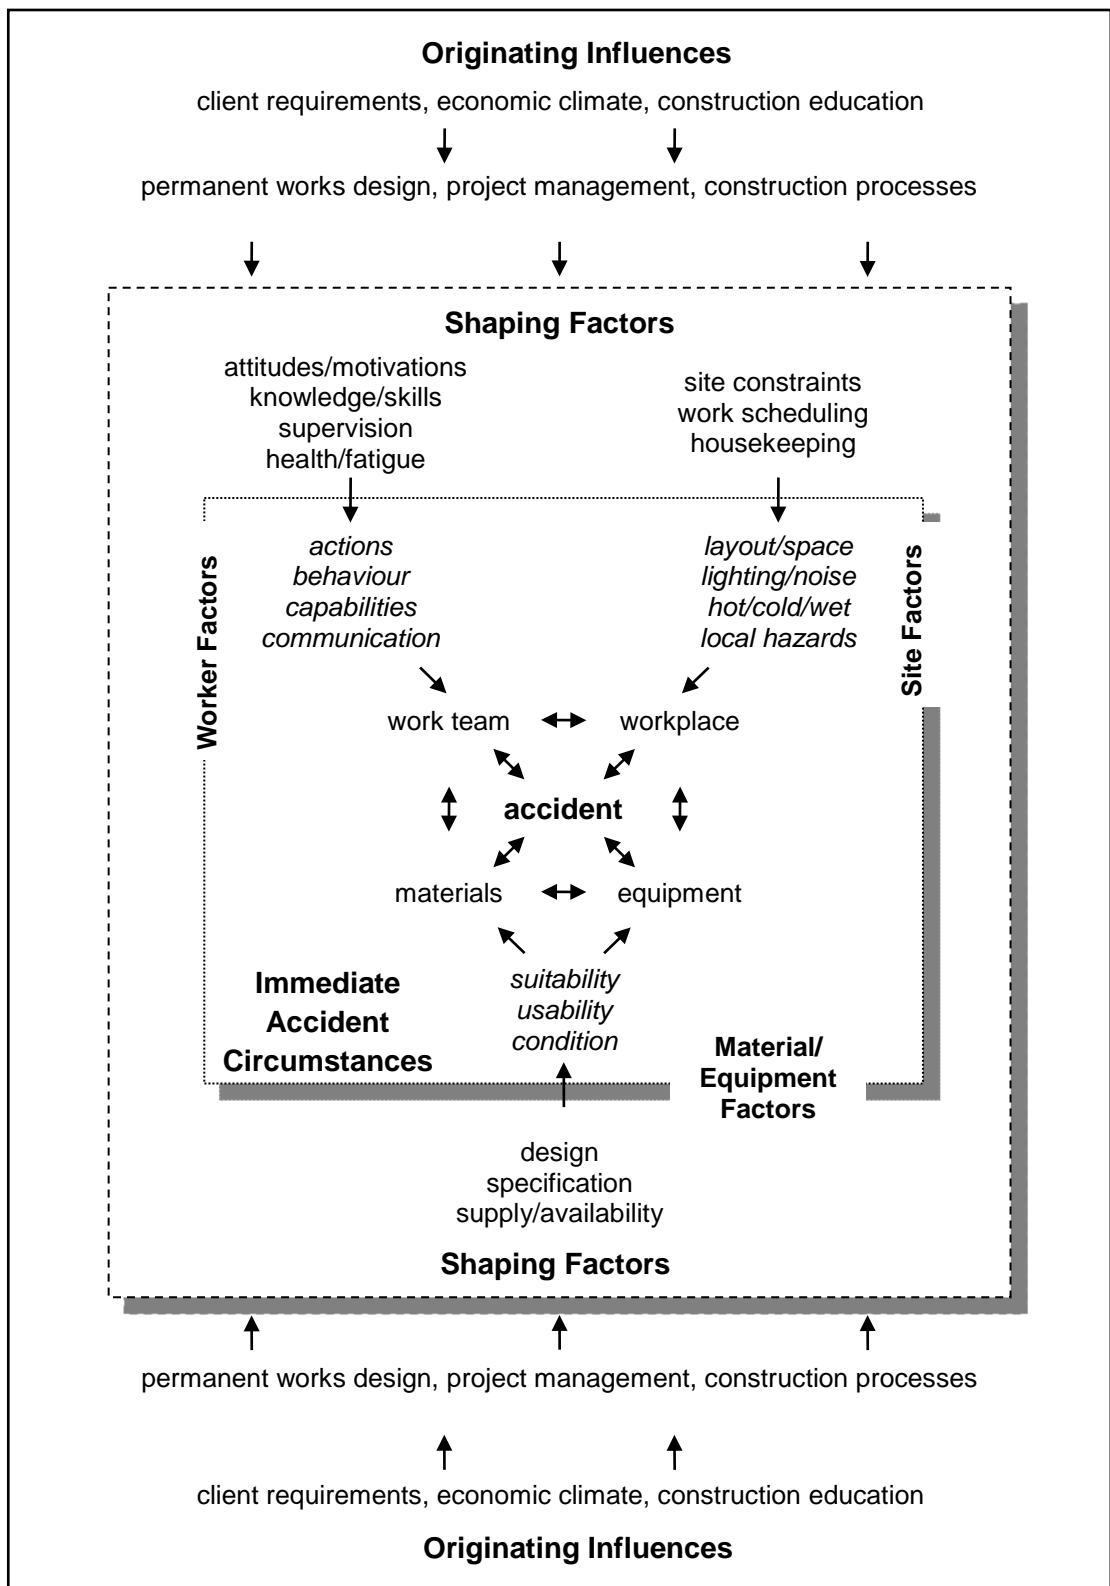 Originating Influences
client requirements, economic climate, construction education
permanent works design, project management, construction processes
Shaping Factors
attitudes/motivations
knowledge/skills
supervision
health/fatigue
site constraints
work scheduling
housekeeping
Worker Factors
actions
behaviour
capabilities
communication
layout/space
lighting/noise
hot/cold/wet
local hazards
Site Factors
work team
workplace
accident
materials
equipment
suitability
usability
condition
Immediate
Accident
Circumstances
Material/
Equipment
Factors
design
specification
supply/availability
Shaping Factors
permanent works design, project management, construction processes
client requirements, economic climate, construction education
Originating Influences